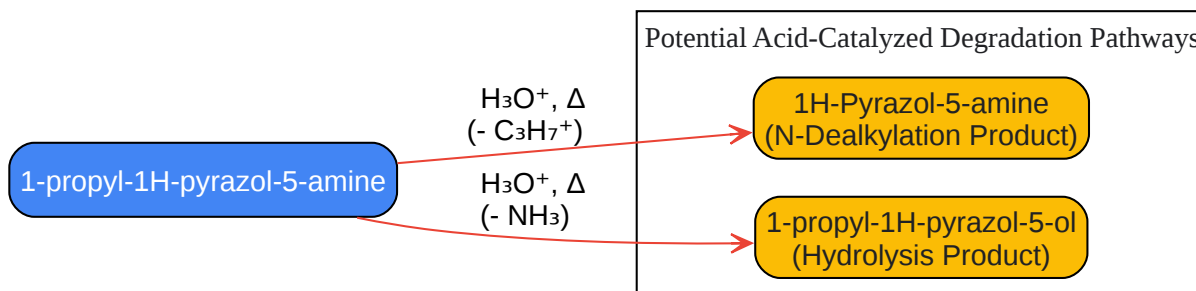 Potential Acid-Catalyzed Degradation Pathways
H₃O⁺, Δ
(- C₃H₇⁺)
1H-Pyrazol-5-amine
(N-Dealkylation Product)
1-propyl-1H-pyrazol-5-amine
H₃O⁺, Δ
(- NH₃)
1-propyl-1H-pyrazol-5-ol
(Hydrolysis Product)